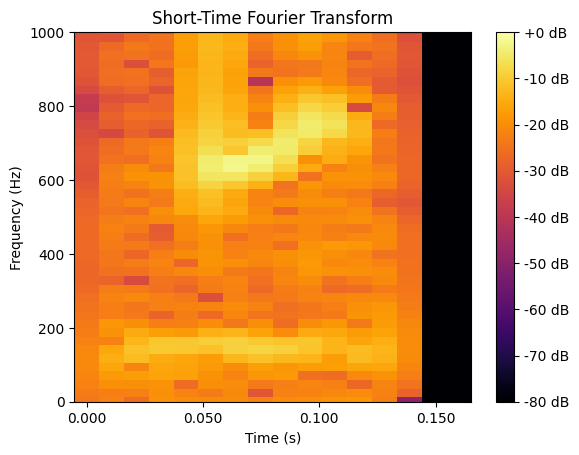 Short-Time Fourier Transform
Frequency (Hz)
1000
800
600
400
200
0
0.000
0.050
0.100
0.150
Time (s)
+0 dB
-10 dB
-20 dB
-30 dB
-40 dB
-50 dB
-60 dB
-70 dB
-80 dB